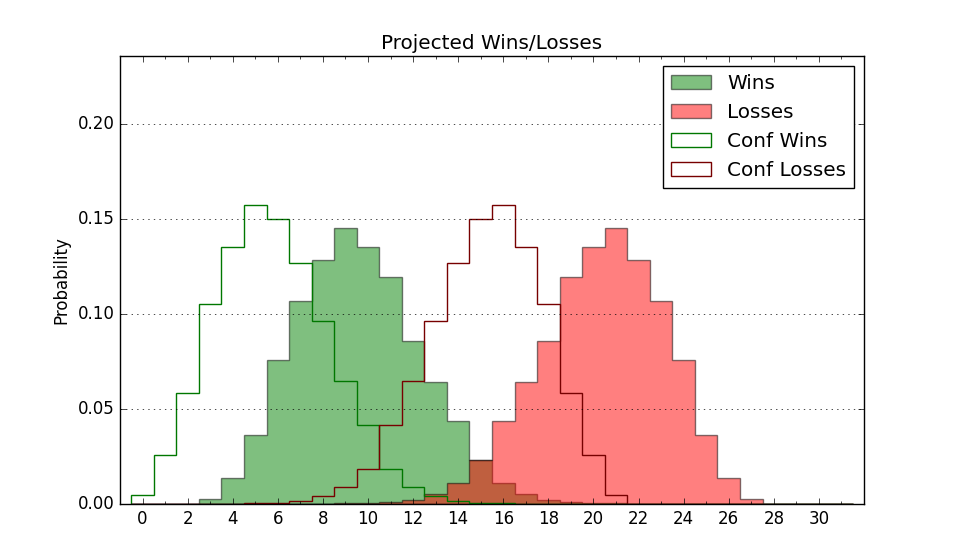 Projected Wins/Losses
Wins
Losses
Conf Wins
Conf Losses
Probability
0.20
0.15
0.10
0.05
0.00
0 2 4 6 8 10 12 14 16 18 20 22 24 26 28 30